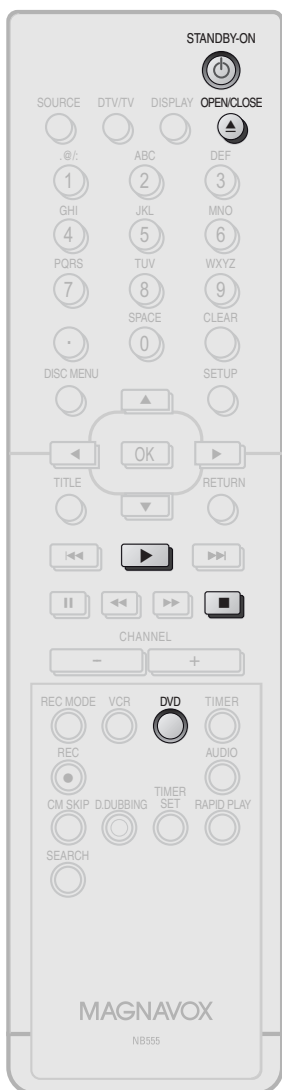 STANDBY-ON
SOURCE DTV/TV DISPLAY OPEN/CLOSE
.@/: ABC DEF
1 2 3
GHI JKL MNO
4 5 6
PQRS TUV WXYZ
7 8 9
SPACE CLEAR
. 0
DISC MENU SETUP
OK
TITLE RETURN
CHANNEL
- +
REC MODE VCR DVD TIMER
REC AUDIO
CM SKIP D.DUBBING TIMER SET RAPID PLAY
SEARCH
MAGNAVOX
NB555